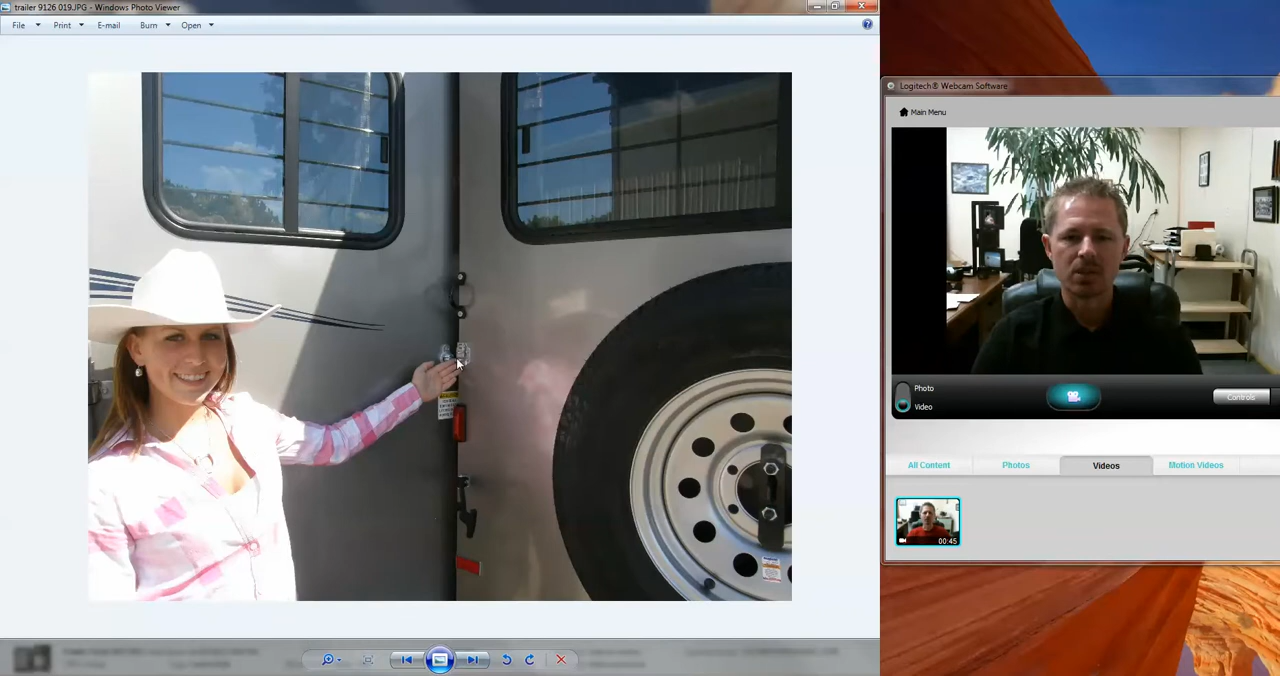 trailer 9126 019.JPG - Windows Photo Viewer
File Print E-mail Burn Open
Logitech® Webcam Software
Main Menu
Photo
Video
Controls
All Content Photos Videos Motion Videos
00:45